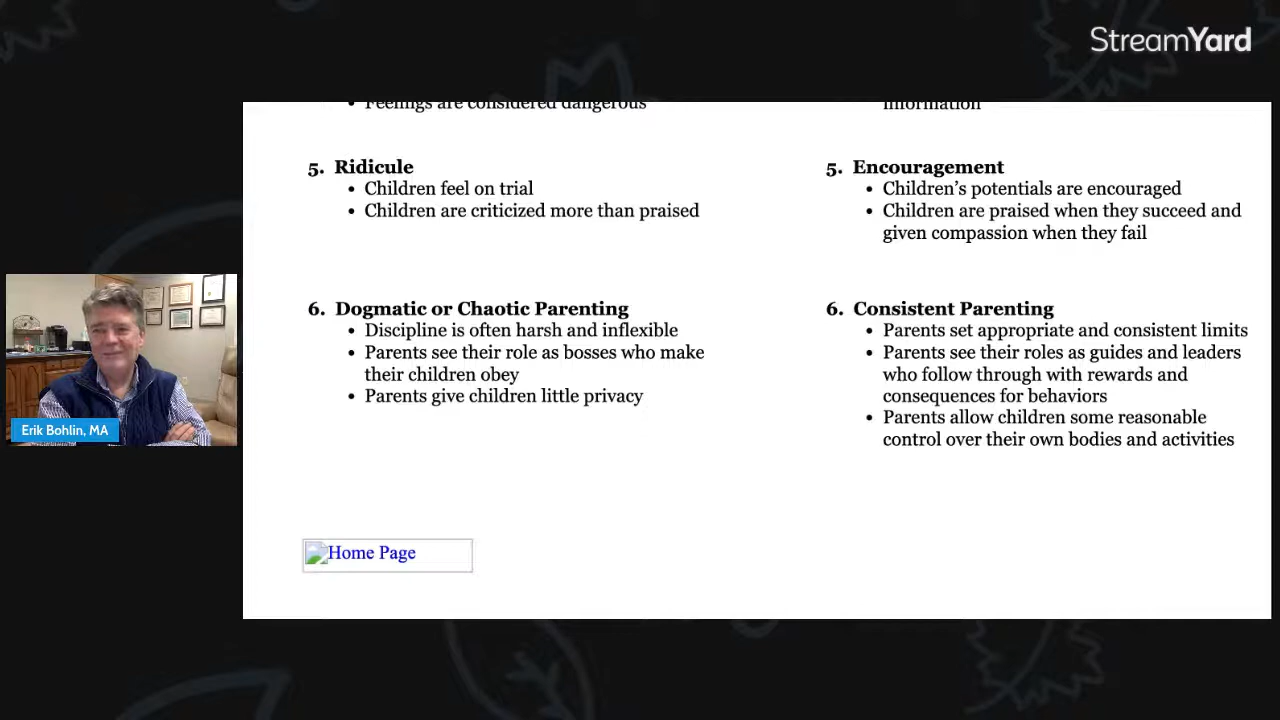 StreamYard
• Feelings are considered dangerous
information
5. Ridicule
• Children feel on trial
• Children are criticized more than praised
5. Encouragement
• Children’s potentials are encouraged
• Children are praised when they succeed and
given compassion when they fail
6. Dogmatic or Chaotic Parenting
• Discipline is often harsh and inflexible
• Parents see their role as bosses who make
their children obey
• Parents give children little privacy
6. Consistent Parenting
• Parents set appropriate and consistent limits
• Parents see their roles as guides and leaders
who follow through with rewards and
consequences for behaviors
• Parents allow children some reasonable
control over their own bodies and activities
Erik Bohlin, MA
Home Page